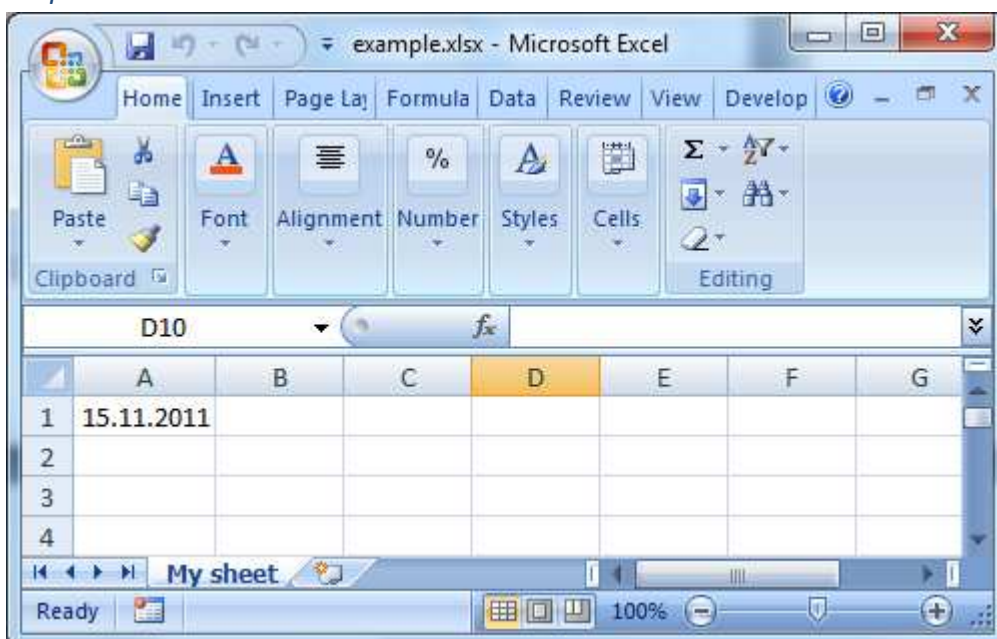 example.xlsx - Microsoft Excel
Home Insert Page Lay Formula Data Review View Develop
Paste Font Alignment Number Styles Cells
Clipboard Editing
D10 fx
A B C D E F G
1 15.11.2011
2
3
4
My sheet
Ready 100%